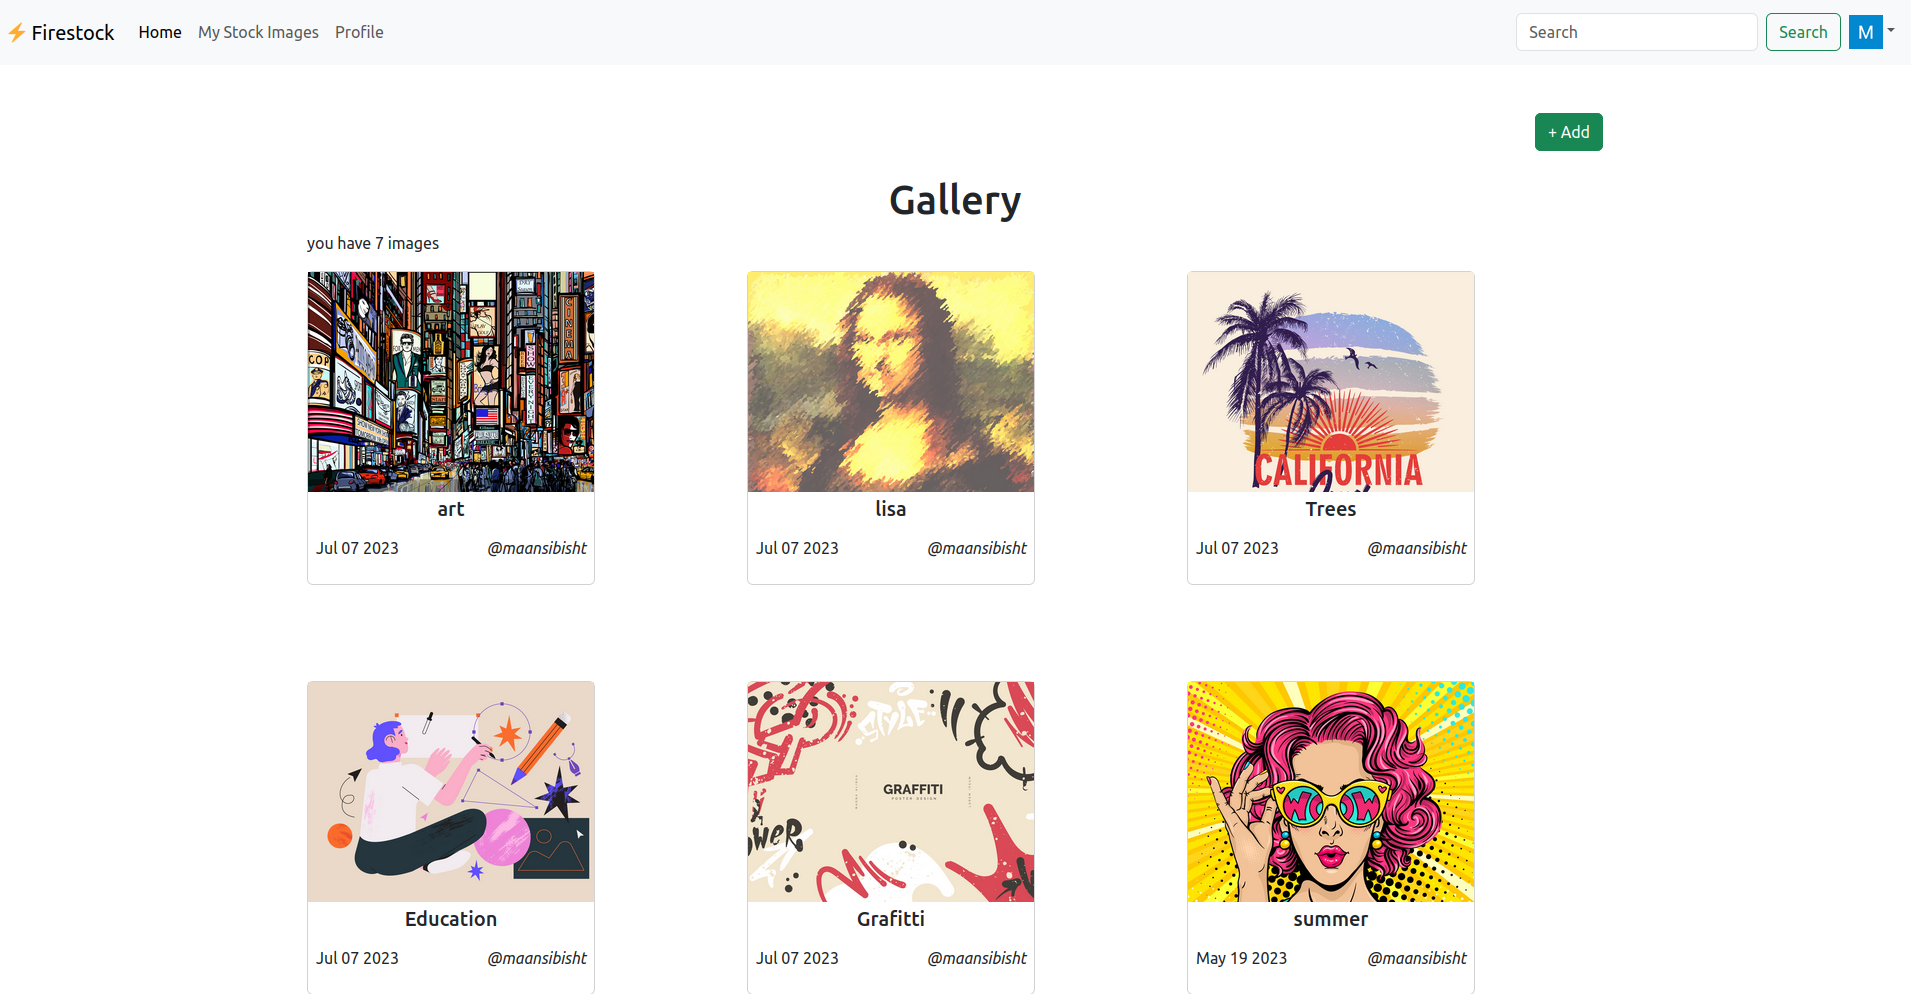 Firestock Home My Stock Images Profile Search Search M
+ Add
Gallery
you have 7 images
COP
CINEMA
CALIFORNIA
art
lisa
Trees
Jul 07 2023 @maansibisht
Jul 07 2023 @maansibisht
Jul 07 2023 @maansibisht
STYLE
GRAFFITI
POSTER DESIGN
WOW
Education
Grafitti
summer
Jul 07 2023 @maansibisht
Jul 07 2023 @maansibisht
May 19 2023 @maansibisht